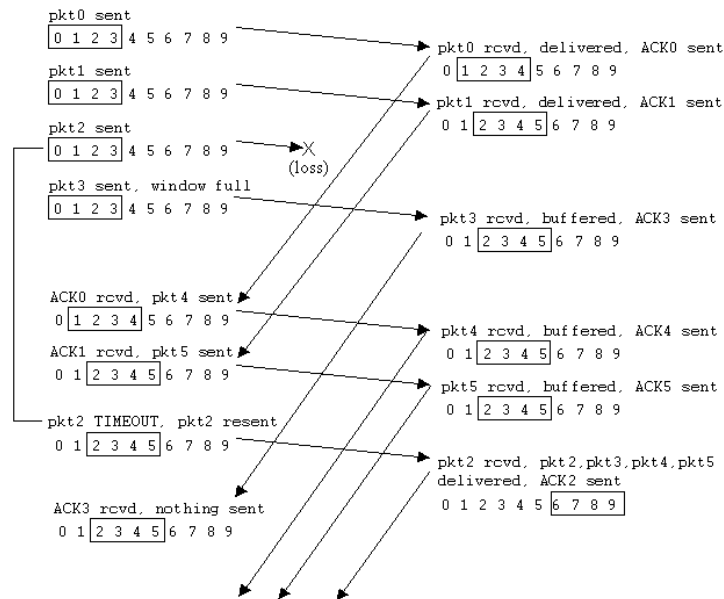 pkt0 sent
0 1 2 3 4 5 6 7 8 9
pkt0 rcvd, delivered, ACK0 sent
0 1 2 3 4 5 6 7 8 9
pkt1 sent
0 1 2 3 4 5 6 7 8 9
pkt1 rcvd, delivered, ACK1 sent
0 1 2 3 4 5 6 7 8 9
pkt2 sent
0 1 2 3 4 5 6 7 8 9
X
(loss)
pkt3 sent, window full
0 1 2 3 4 5 6 7 8 9
pkt3 rcvd, buffered, ACK3 sent
0 1 2 3 4 5 6 7 8 9
ACK0 rcvd, pkt4 sent
0 1 2 3 4 5 6 7 8 9
pkt4 rcvd, buffered, ACK4 sent
0 1 2 3 4 5 6 7 8 9
ACK1 rcvd, pkt5 sent
0 1 2 3 4 5 6 7 8 9
pkt5 rcvd, buffered, ACK5 sent
0 1 2 3 4 5 6 7 8 9
pkt2 TIMEOUT, pkt2 resent
0 1 2 3 4 5 6 7 8 9
pkt2 rcvd, pkt2,pkt3,pkt4,pkt5
delivered, ACK2 sent
0 1 2 3 4 5 6 7 8 9
ACK3 rcvd, nothing sent
0 1 2 3 4 5 6 7 8 9